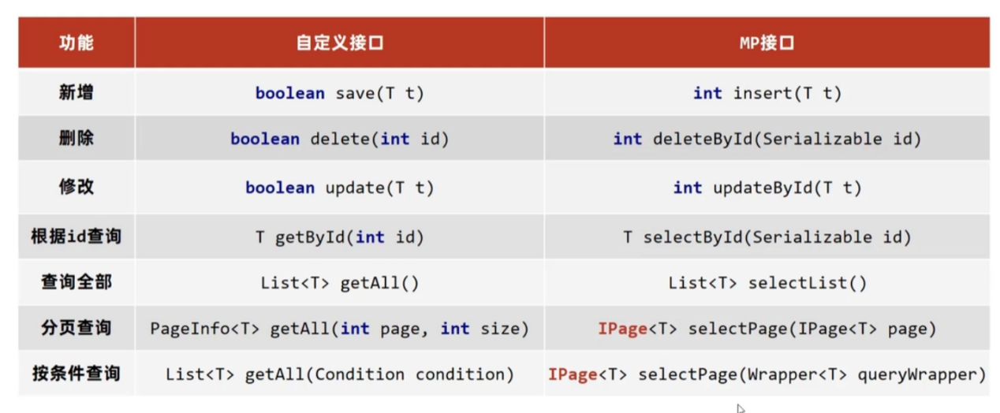 功能 自定义接口 MP接口
新增 boolean save(T t) int insert(T t)
删除 boolean delete(int id) int deleteById(Serializable id)
修改 boolean update(T t) int updateById(T t)
根据id查询 T getById(int id) T selectById(Serializable id)
查询全部 List<T> getAll() List<T> selectList()
分页查询 PageInfo<T> getAll(int page, int size) IPage<T> selectPage(IPage<T> page)
按条件查询 List<T> getAll(Condition condition) IPage<T> selectPage(Wrapper<T> queryWrapper)